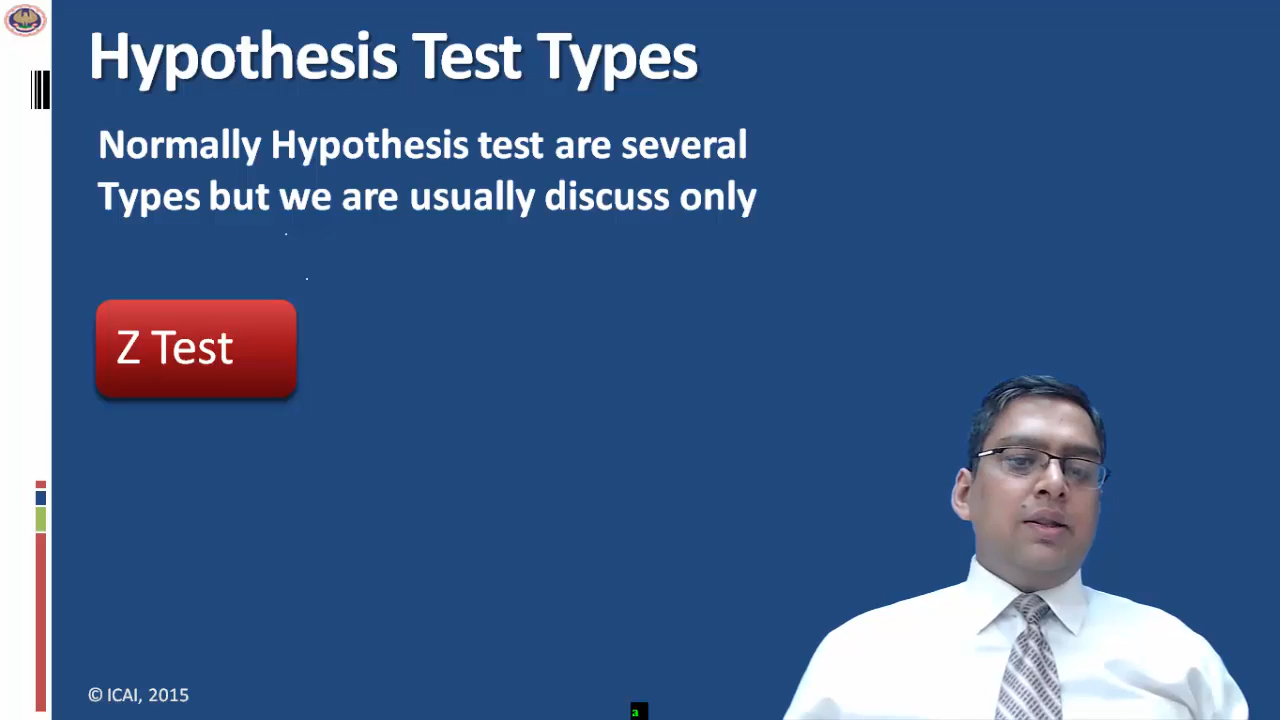 Hypothesis Test Types
Normally Hypothesis test are several
Types but we are usually discuss only
Z Test
© ICAI, 2015
a